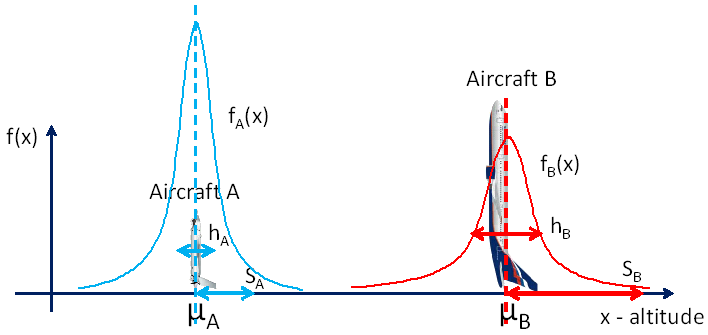 Aircraft B
f_A(x)
f(x)
f_B(x)
Aircraft A
h_A
h_B
S_A
S_B
μ_A
μ_B
x - altitude